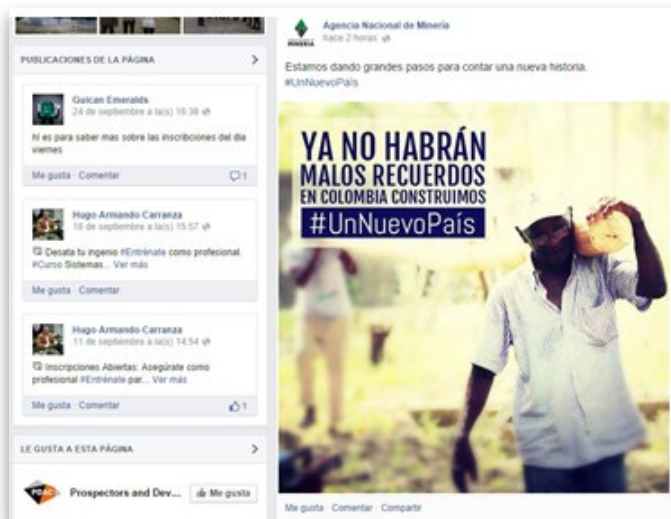 PUBLICACIONES DE LA PÁGINA
Guican Emeralds
24 de septiembre a la(s) 16:38
hl es para saber mas sobre las inscribciones del dia
viernes
Me gusta · Comentar
1
Hugo Armando Carranza
16 de septiembre a la(s) 15:57
Desata tu ingenio #Entrénate como profesional.
#Curso Sistemas... Ver más
Me gusta · Comentar
Hugo Armando Carranza
11 de septiembre a la(s) 14:54
Inscripciones Abiertas: Asegúrate como
profesional #Entrénate par... Ver más
Me gusta · Comentar
1
LE GUSTA A ESTA PÁGINA
PDAC
Prospectors and Dev...
Me gusta
MINERÍA
Agencia Nacional de Minería
hace 2 horas
Estamos dando grandes pasos para contar una nueva historia.
#UnNuevoPaís
YA NO HABRÁN
MALOS RECUERDOS
EN COLOMBIA CONSTRUIMOS
#UnNuevoPaís
Me gusta · Comentar · Compartir